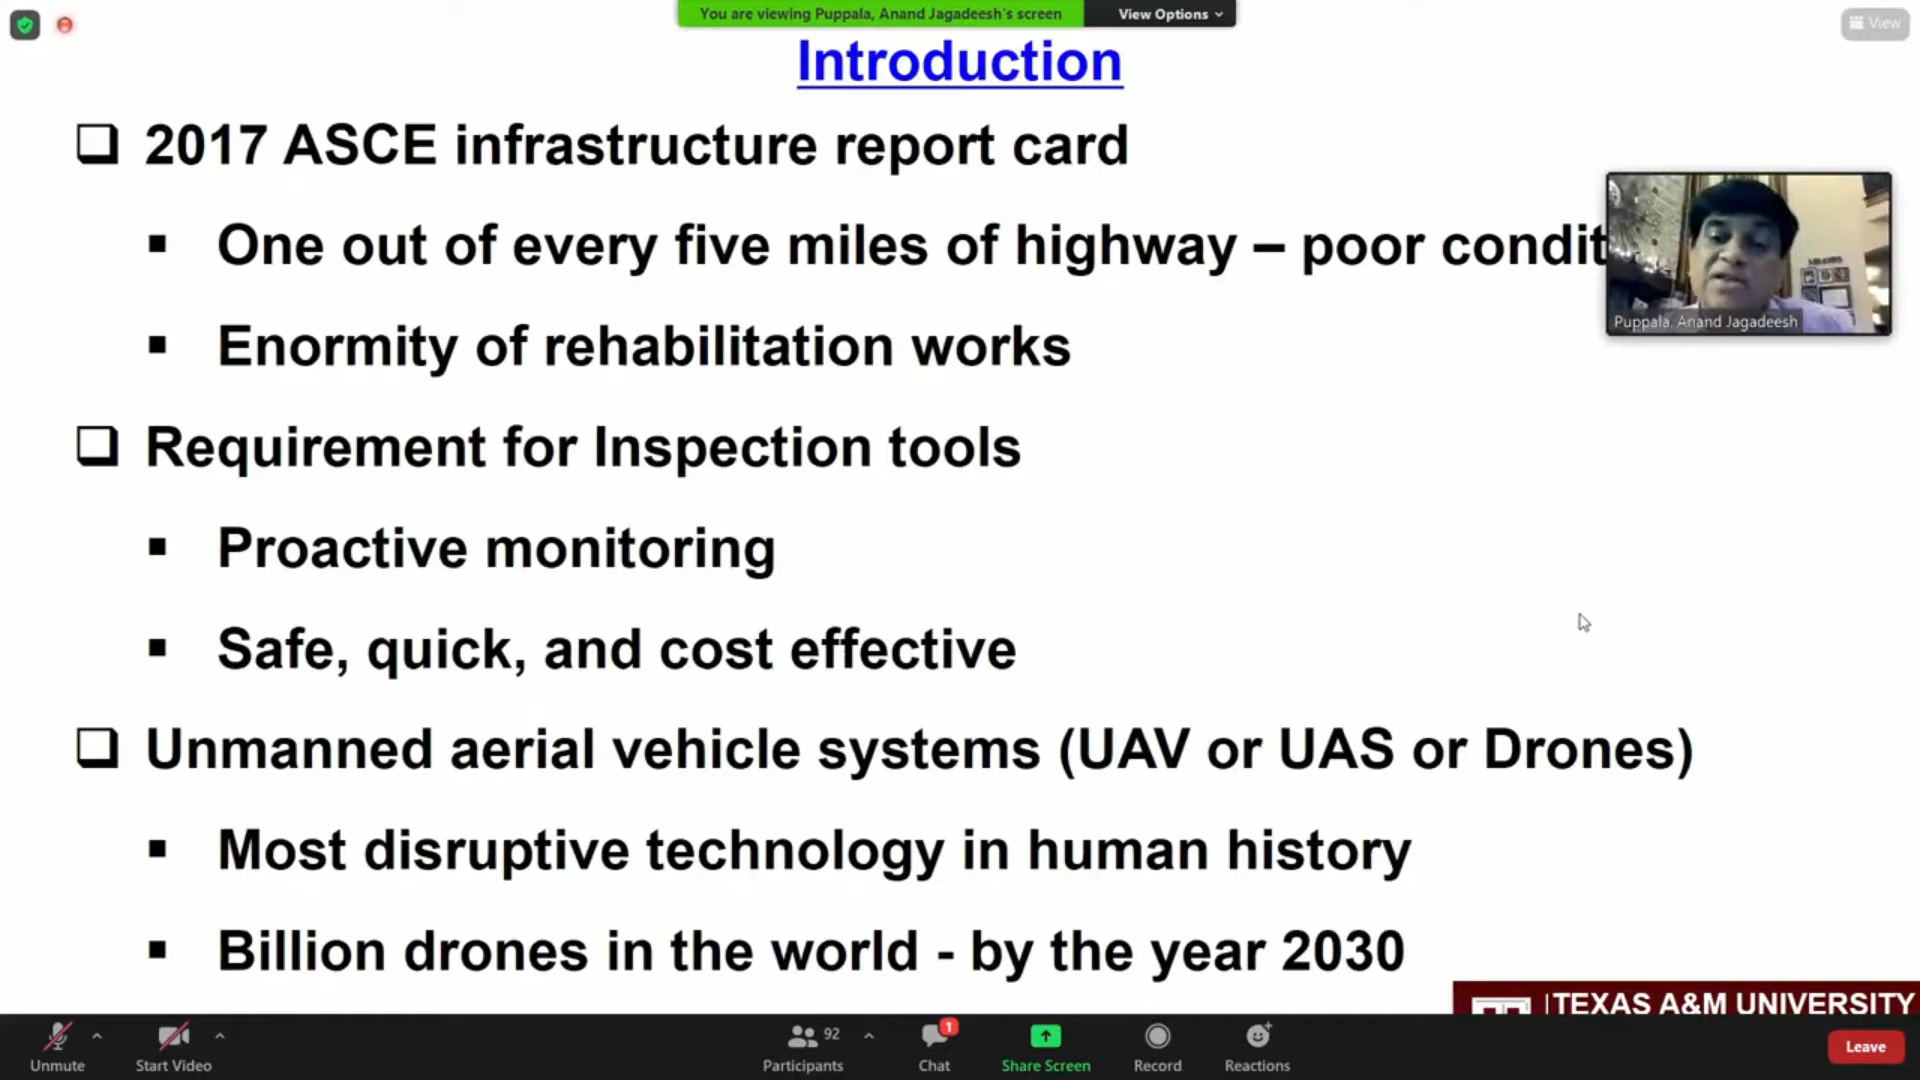 You are viewing Puppala, Anand Jagadeesh's screen
View Options
View
Introduction
2017 ASCE infrastructure report card
One out of every five miles of highway – poor condit
Puppala, Anand Jagadeesh
Enormity of rehabilitation works
Requirement for Inspection tools
Proactive monitoring
Safe, quick, and cost effective
Unmanned aerial vehicle systems (UAV or UAS or Drones)
Most disruptive technology in human history
Billion drones in the world - by the year 2030
TEXAS A&M UNIVERSITY
92
1
Unmute
Start Video
Participants
Chat
Share Screen
Record
Reactions
Leave